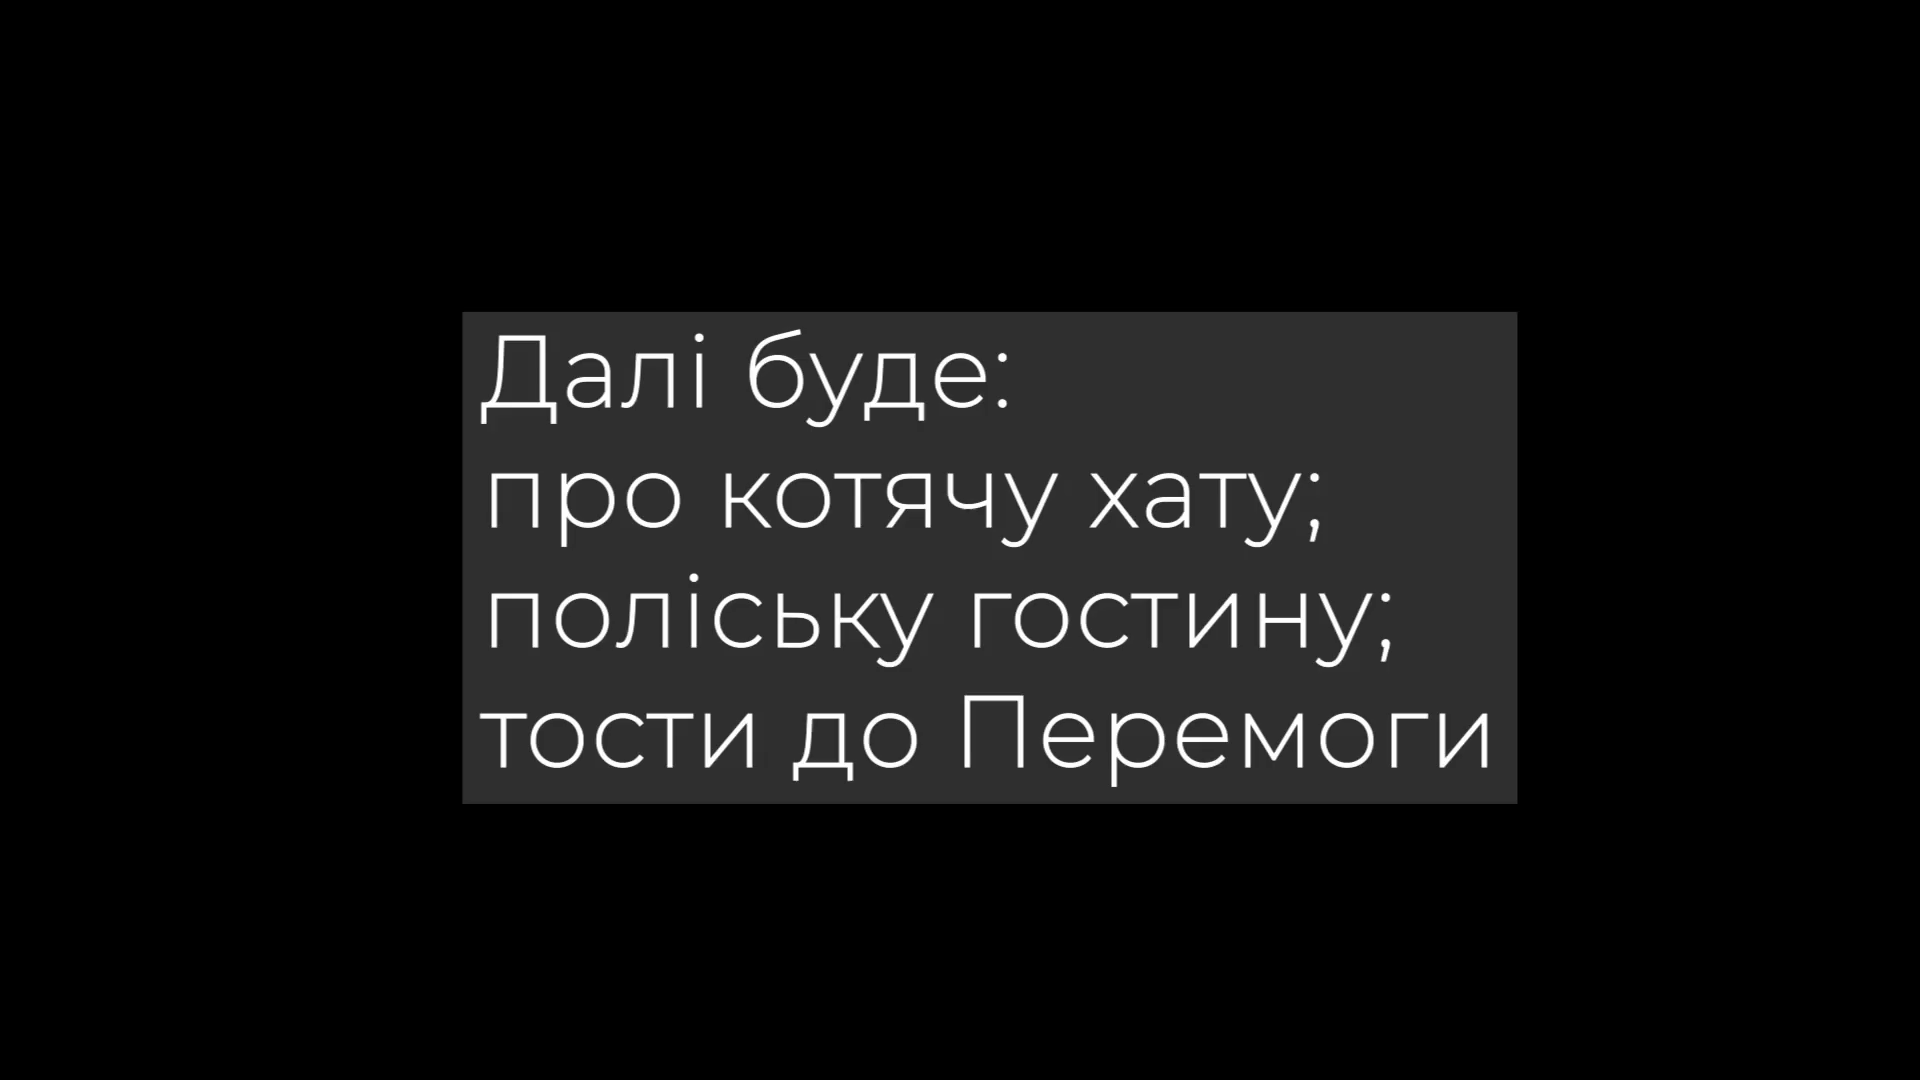 Далі буде:
про котячу хату;
поліську гостину;
тости до Перемоги